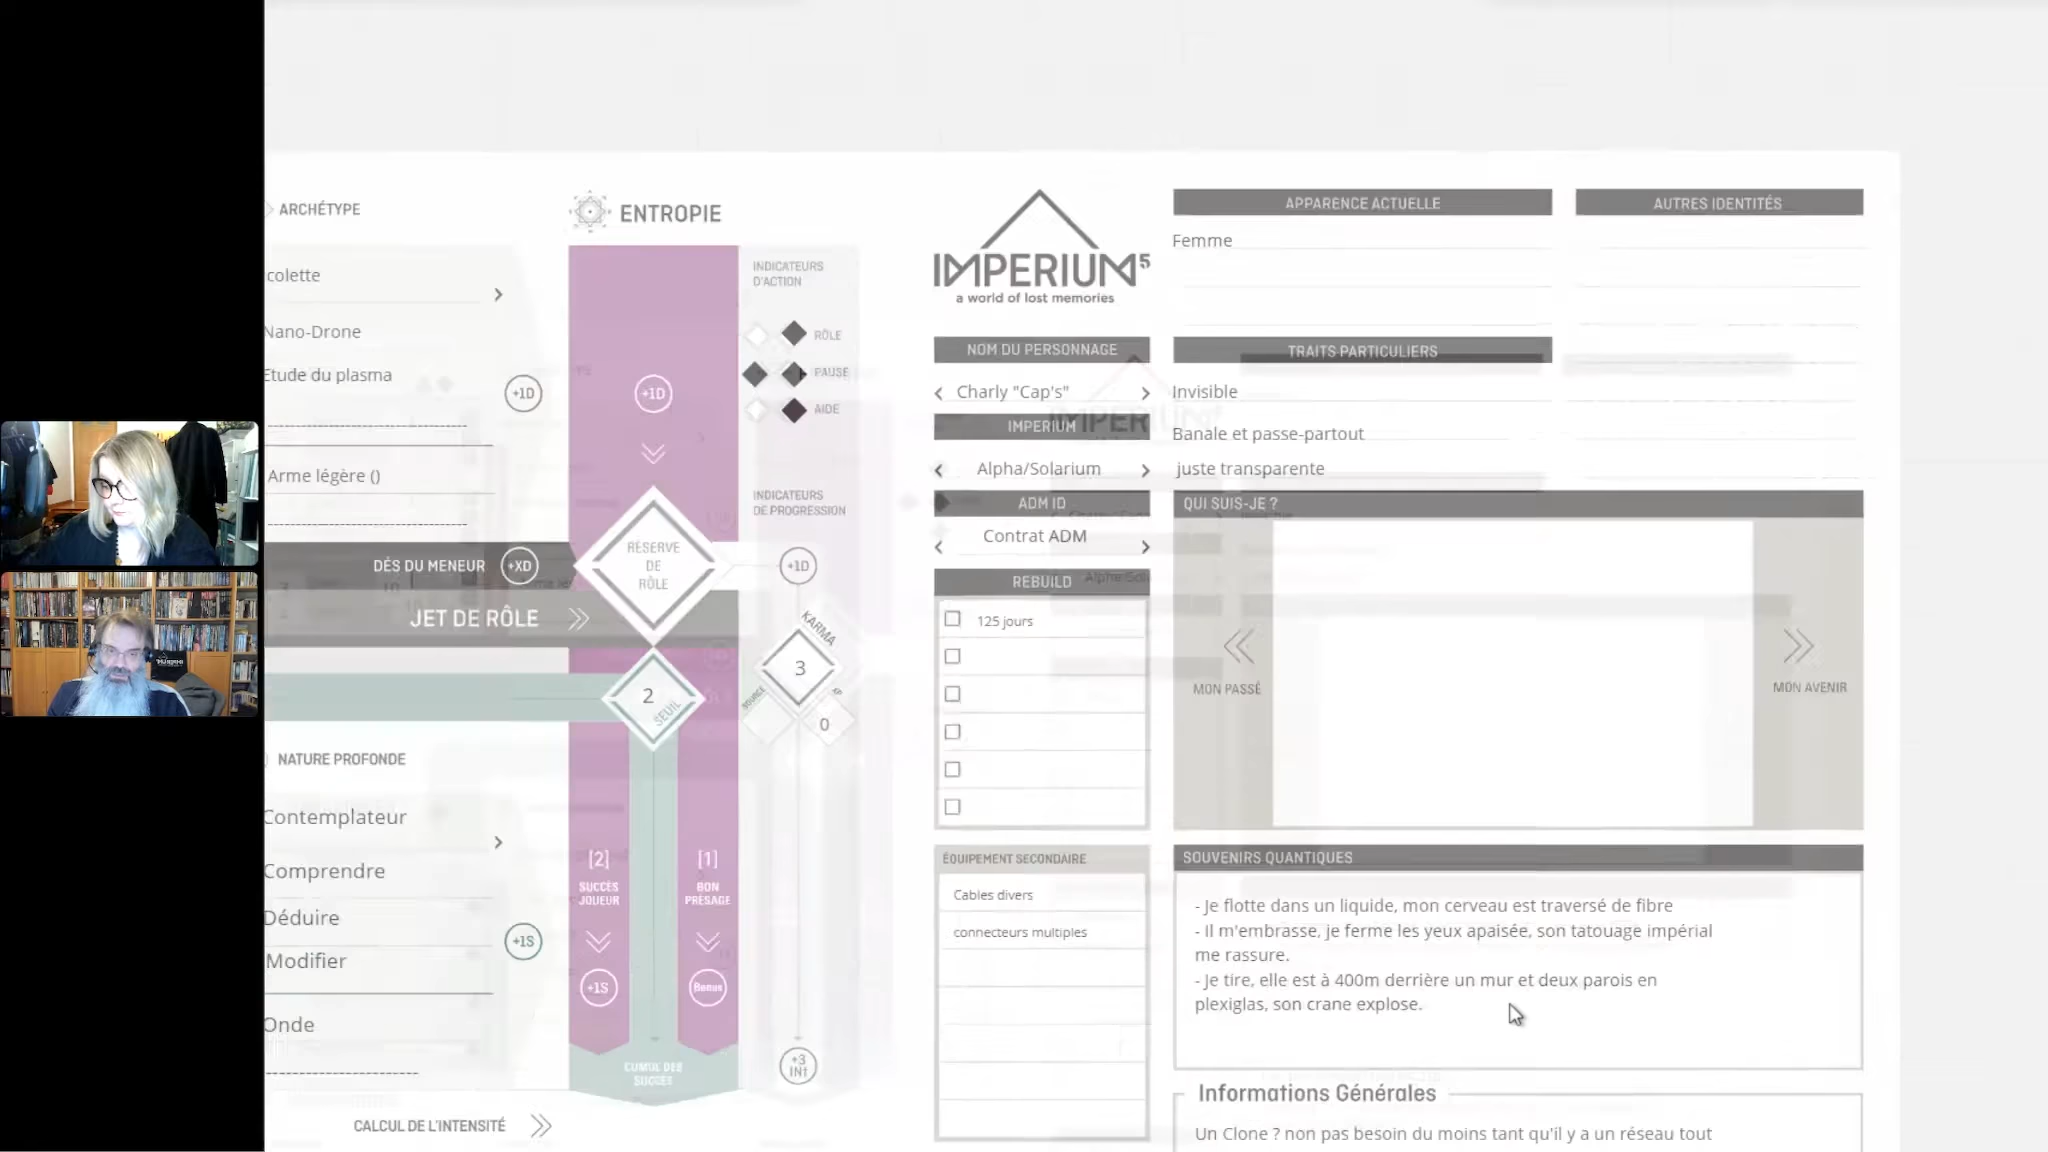 ARCHÉTYPE
colette
Nano-Drone
Etude du plasma
+1D
Arme légère ()
DÉS DU MENEUR
+XD
JET DE RÔLE
NATURE PROFONDE
Contemplateur
Comprendre
Déduire
+1S
Modifier
Onde
CALCUL DE L'INTENSITÉ
ENTROPIE
+1D
RÉSERVE
DE
RÔLE
2
SEUIL
[2]
SUCCÈS
JOUEUR
+1S
[1]
BON
PRÉSAGE
Bonus
CUMUL DES
SUCCÈS
INDICATEURS
D'ACTION
RÔLE
PAUSE
AIDE
INDICATEURS
DE PROGRESSION
+1D
KARMA
3
SOURCE
XP
0
+3
INt
IMPERIUM5
a world of lost memories
NOM DU PERSONNAGE
Charly "Cap's"
IMPERIUM
Alpha/Solarium
ADM ID
Contrat ADM
REBUILD
125 jours
ÉQUIPEMENT SECONDAIRE
Cables divers
connecteurs multiples
APPARENCE ACTUELLE
Femme
AUTRES IDENTITÉS
TRAITS PARTICULIERS
Invisible
Banale et passe-partout
juste transparente
QUI SUIS-JE ?
MON PASSÉ
MON AVENIR
SOUVENIRS QUANTIQUES
- Je flotte dans un liquide, mon cerveau est traversé de fibre
- Il m'embrasse, je ferme les yeux apaisée, son tatouage impérial
me rassure.
- Je tire, elle est à 400m derrière un mur et deux parois en
plexiglas, son crane explose.
Informations Générales
Un Clone ? non pas besoin du moins tant qu'il y a un réseau tout